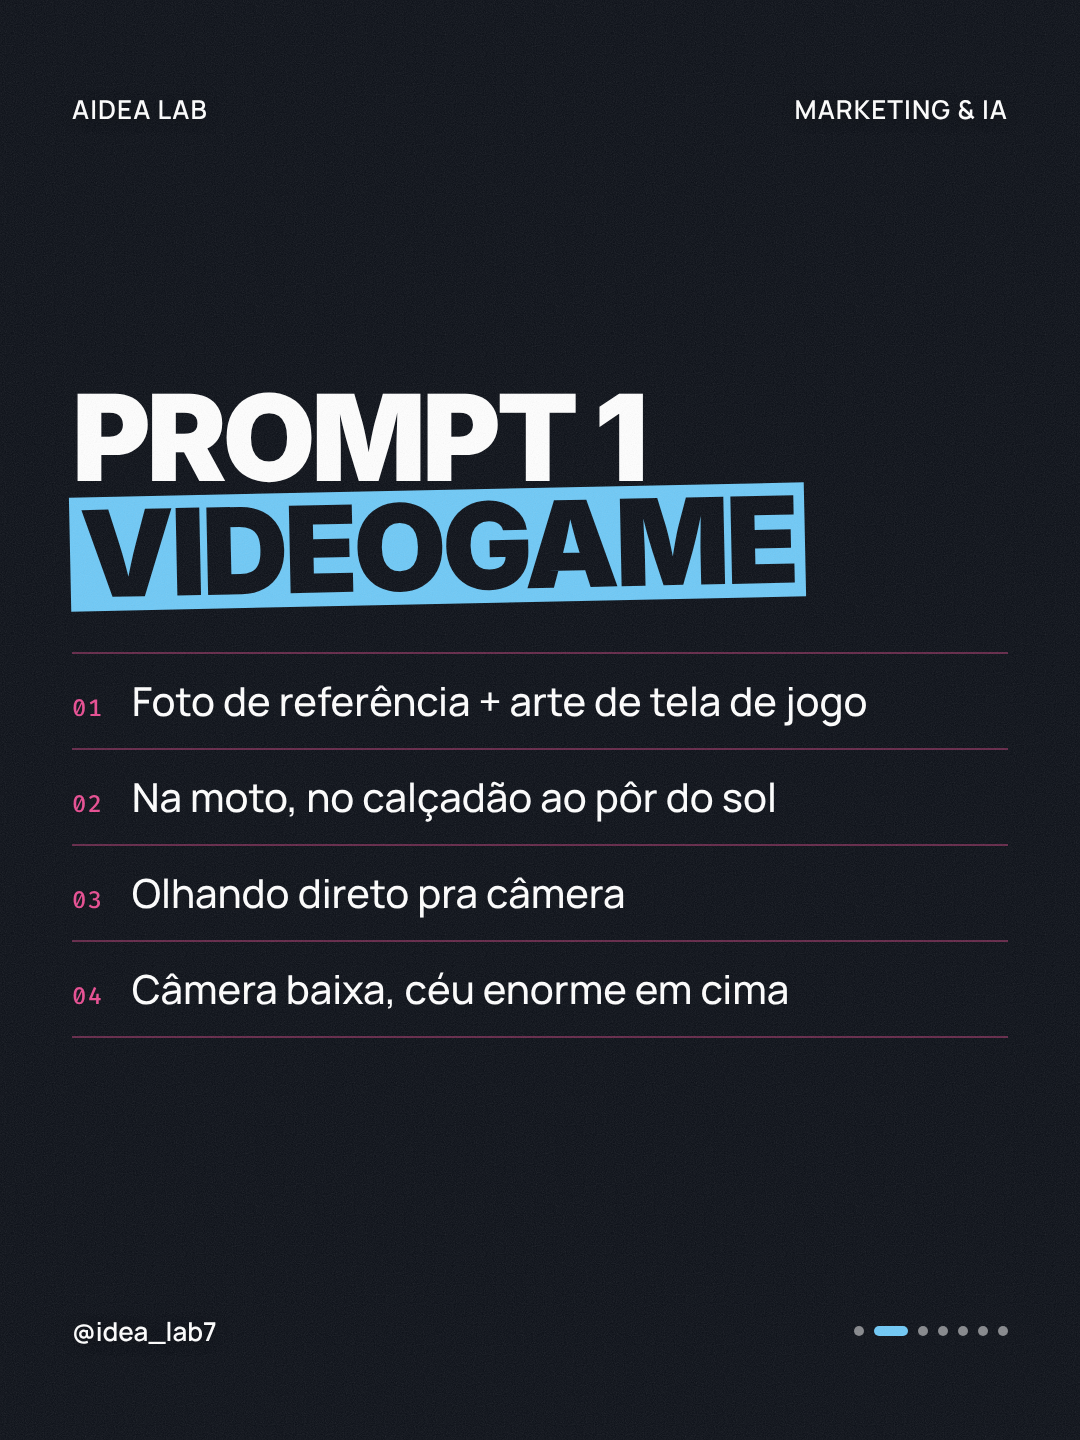 AIDEA LAB
MARKETING & IA
PROMPT 1
VIDEOGAME
01 Foto de referência + arte de tela de jogo
02 Na moto, no calçadão ao pôr do sol
03 Olhando direto pra câmera
04 Câmera baixa, céu enorme em cima
@idea_lab7